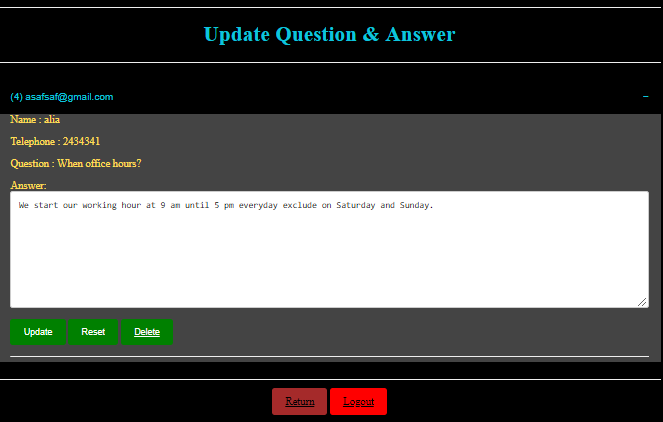 Update Question & Answer
(4) asafsaf@gmail.com −
Name : alia
Telephone : 2434341
Question : When office hours?
Answer:
We start our working hour at 9 am until 5 pm everyday exclude on Saturday and Sunday.
Update Reset Delete
Return Logout